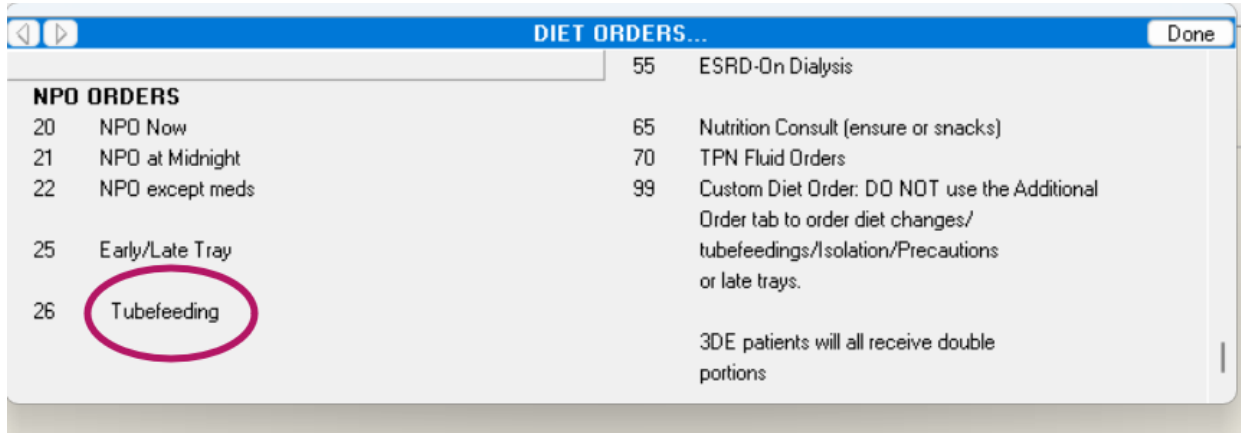 DIET ORDERS...
Done
NPO ORDERS
20 NPO Now
21 NPO at Midnight
22 NPO except meds
25 Early/Late Tray
26 Tubefeeding
55 ESRD-On Dialysis
65 Nutrition Consult (ensure or snacks)
70 TPN Fluid Orders
99 Custom Diet Order: DO NOT use the Additional
Order tab to order diet changes/
tubefeedings/Isolation/Precautions
or late trays.
3DE patients will all receive double
portions